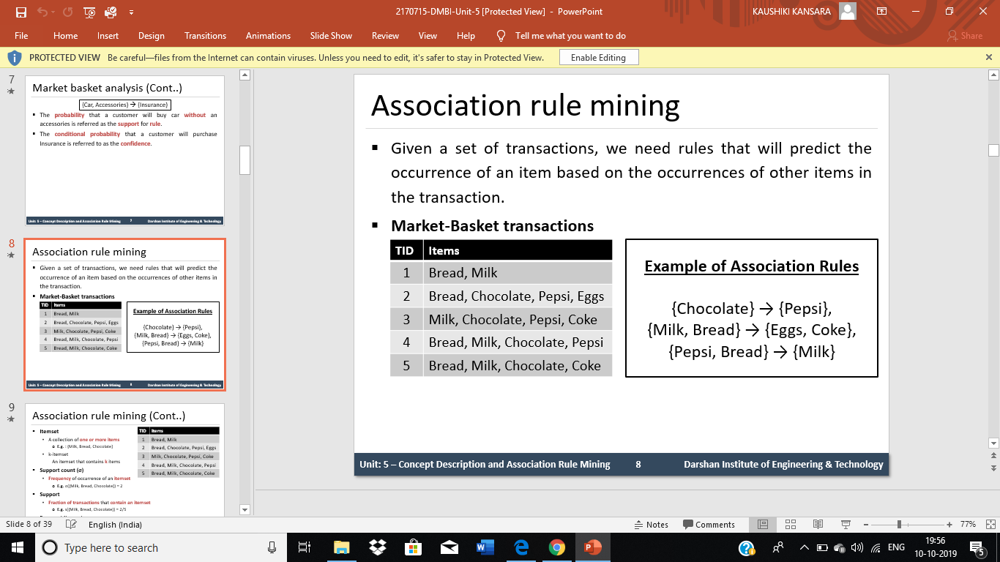 2170715-DMBI-Unit-5 [Protected View] - PowerPoint
KAUSHIKI KANSARA
File Home Insert Design Transitions Animations Slide Show Review View Help Tell me what you want to do Share
PROTECTED VIEW Be careful—files from the Internet can contain viruses. Unless you need to edit, it's safer to stay in Protected View. Enable Editing
7
Market basket analysis (Cont..)
{Car, Accessories} → {Insurance}
▪ The probability that a customer will buy car without an
accessories is referred as the support for rule.
▪ The conditional probability that a customer will purchase
Insurance is referred to as the confidence.
Unit: 5 – Concept Description and Association Rule Mining 7 Darshan Institute of Engineering & Technology
8
Association rule mining
▪ Given a set of transactions, we need rules that will predict the
occurrence of an item based on the occurrences of other items in
the transaction.
▪ Market-Basket transactions
TID Items
1 Bread, Milk
2 Bread, Chocolate, Pepsi, Eggs
3 Milk, Chocolate, Pepsi, Coke
4 Bread, Milk, Chocolate, Pepsi
5 Bread, Milk, Chocolate, Coke
Example of Association Rules
{Chocolate} → {Pepsi},
{Milk, Bread} → {Eggs, Coke},
{Pepsi, Bread} → {Milk}
Unit: 5 – Concept Description and Association Rule Mining 8 Darshan Institute of Engineering & Technology
9
Association rule mining (Cont..)
▪ Itemset
• A collection of one or more items
E.g. : {Milk, Bread, Chocolate}
• k-itemset
An itemset that contains k items
▪ Support count (σ)
• Frequency of occurrence of an itemset
E.g. σ({Milk, Bread, Chocolate}) = 2
▪ Support
• Fraction of transactions that contain an itemset
E.g. s({Milk, Bread, Chocolate}) = 2/5
TID Items
1 Bread, Milk
2 Bread, Chocolate, Pepsi, Eggs
3 Milk, Chocolate, Pepsi, Coke
4 Bread, Milk, Chocolate, Pepsi
5 Bread, Milk, Chocolate, Coke
Association rule mining
▪ Given a set of transactions, we need rules that will predict the
occurrence of an item based on the occurrences of other items in
the transaction.
▪ Market-Basket transactions
TID Items
1 Bread, Milk
2 Bread, Chocolate, Pepsi, Eggs
3 Milk, Chocolate, Pepsi, Coke
4 Bread, Milk, Chocolate, Pepsi
5 Bread, Milk, Chocolate, Coke
Example of Association Rules
{Chocolate} → {Pepsi},
{Milk, Bread} → {Eggs, Coke},
{Pepsi, Bread} → {Milk}
Unit: 5 – Concept Description and Association Rule Mining 8 Darshan Institute of Engineering & Technology
Slide 8 of 39 English (India) Notes Comments 77%
Type here to search
ENG
19:56
10-10-2019
5